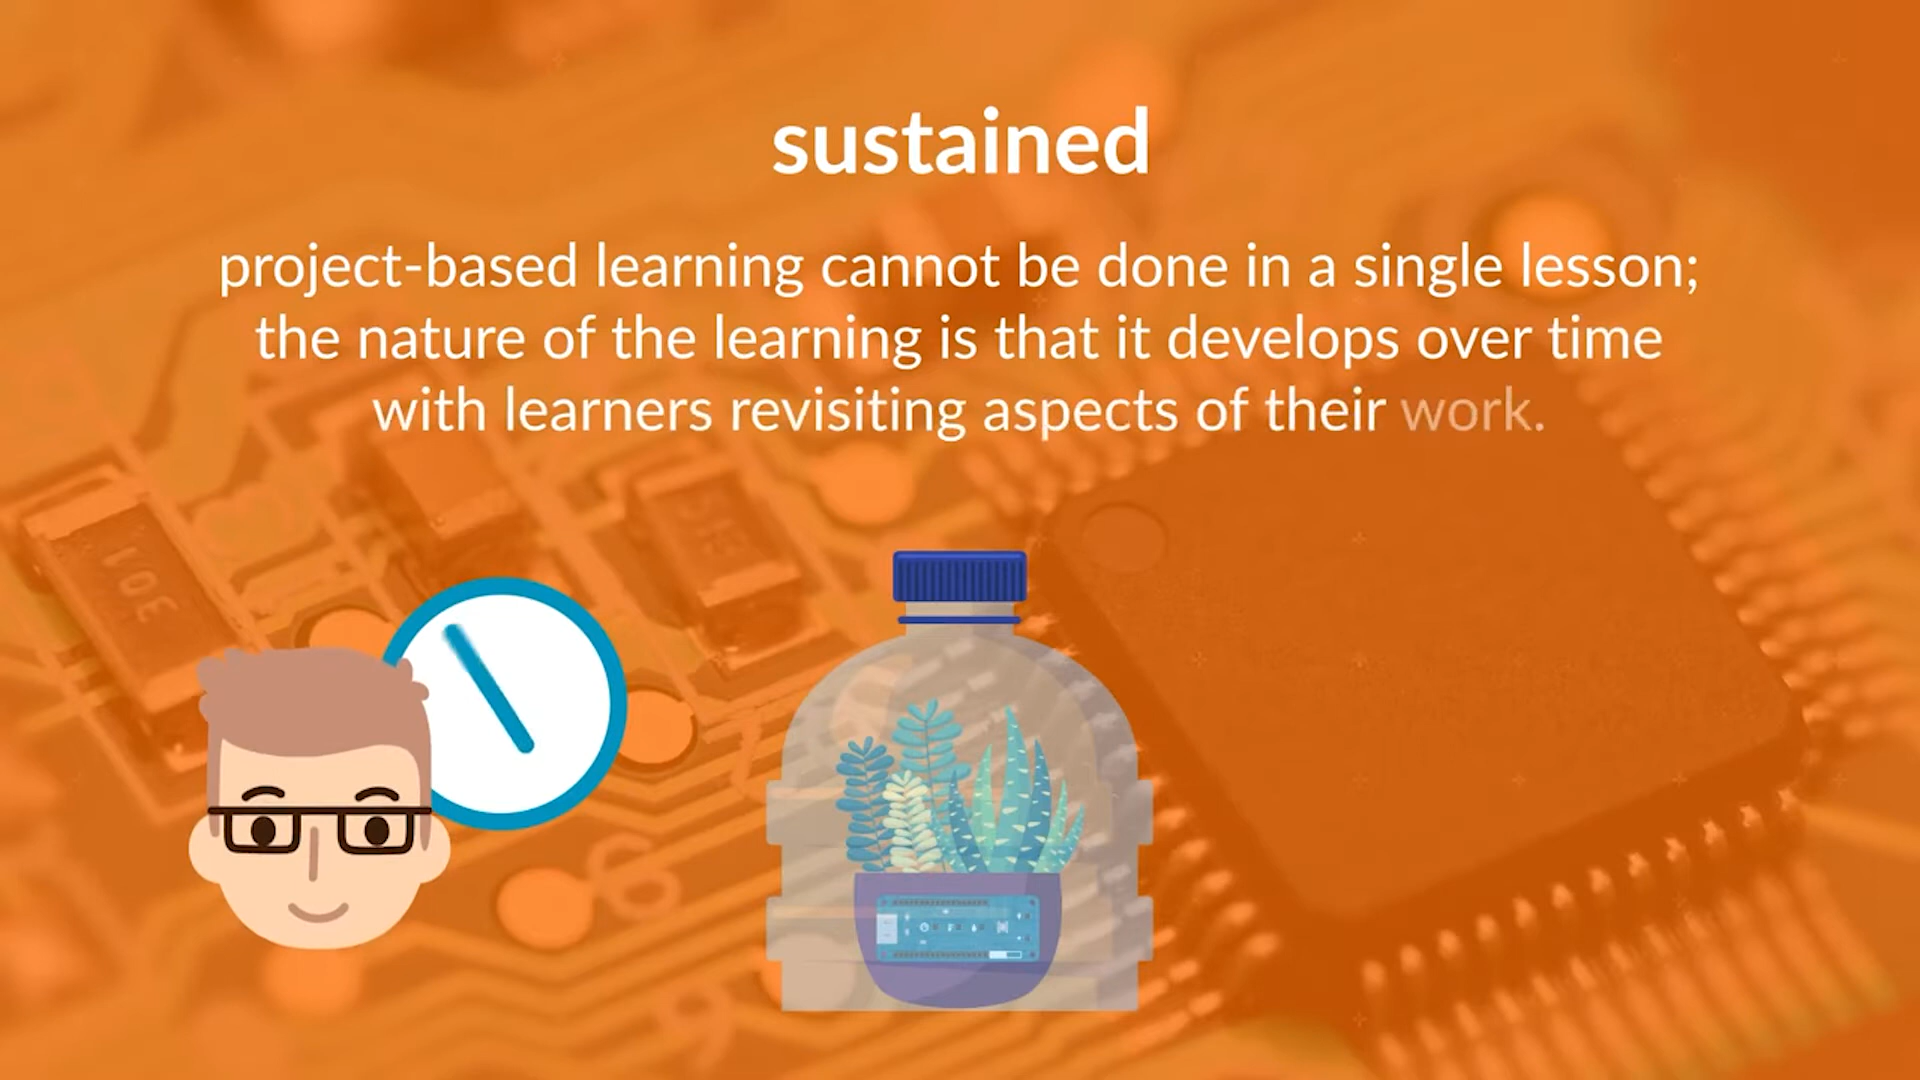 sustained
project-based learning cannot be done in a single lesson;
the nature of the learning is that it develops over time
with learners revisiting aspects of their work.